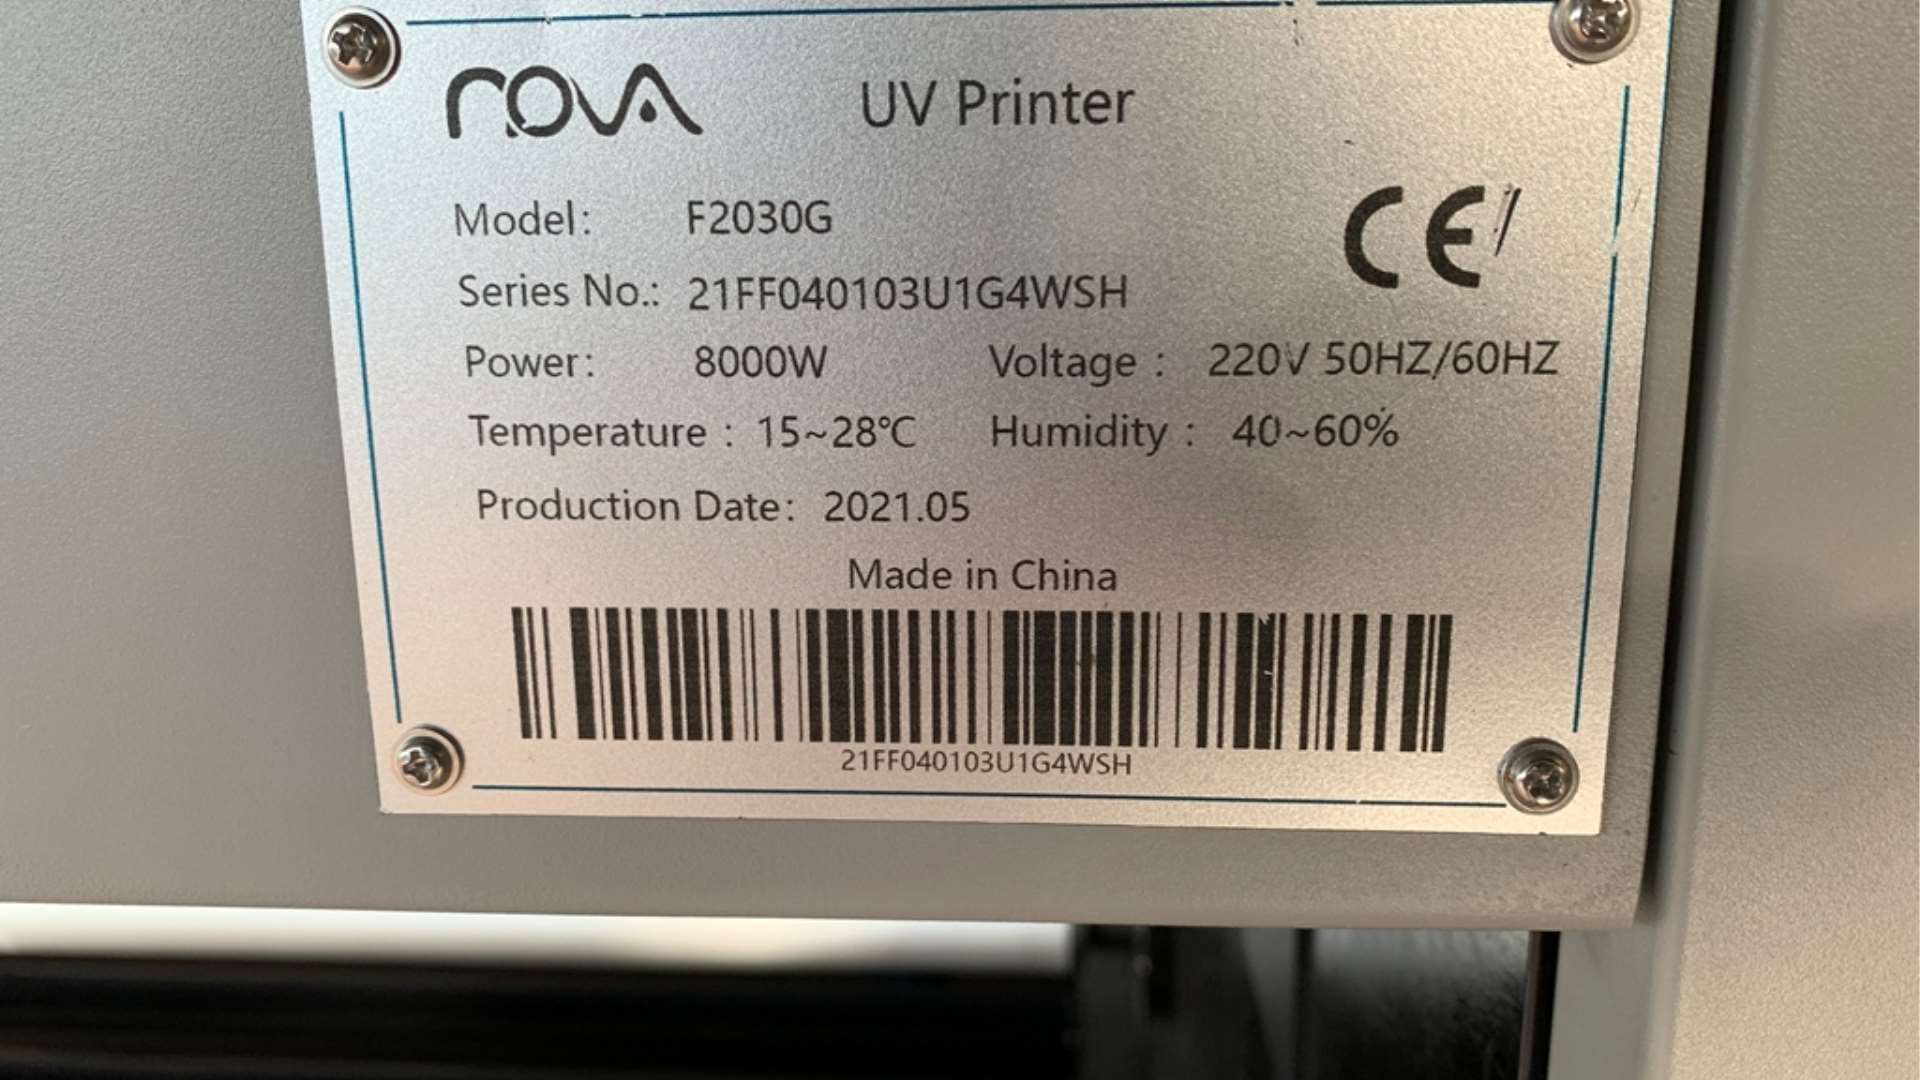 rova UV Printer
CE
Model: F2030G
Series No.: 21FF040103U1G4WSH
Power: 8000W Voltage : 220V 50HZ/60HZ
Temperature : 15~28℃ Humidity : 40~60%
Production Date: 2021.05
Made in China
21FF040103U1G4WSH